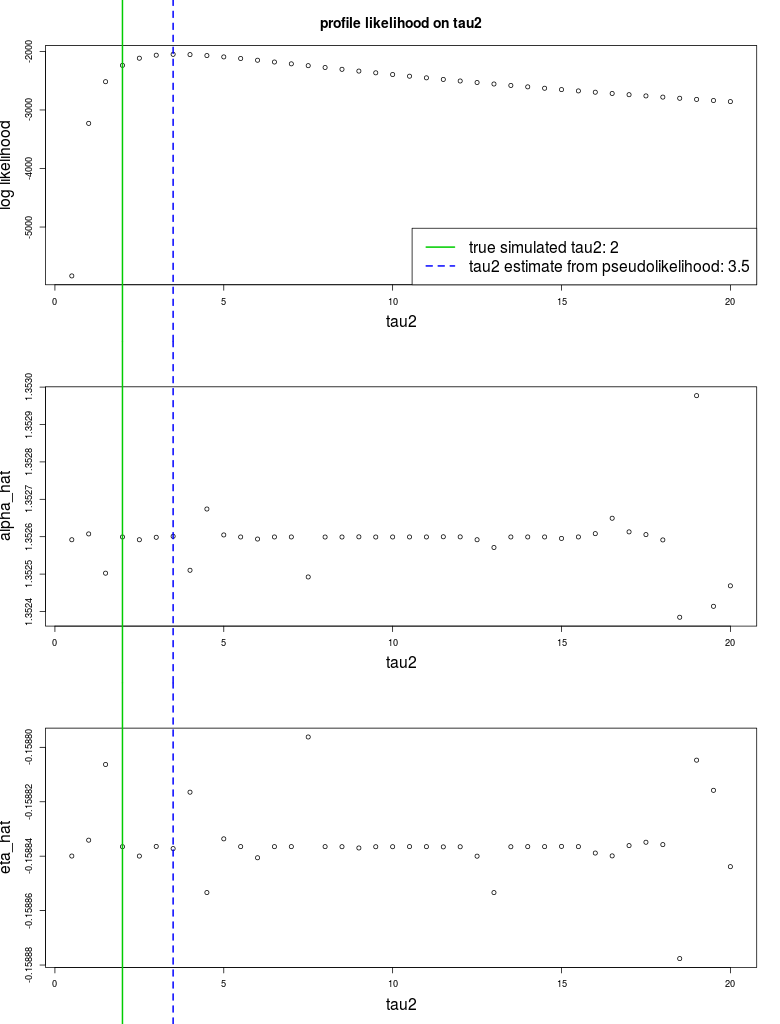 profile likelihood on tau2
log likelihood
-2000
-3000
-4000
-5000
true simulated tau2: 2
tau2 estimate from pseudolikelihood: 3.5
0 5 10 15 20
tau2
alpha_hat
1.3530
1.3529
1.3528
1.3527
1.3526
1.3525
1.3524
0 5 10 15 20
tau2
eta_hat
-0.15880
-0.15882
-0.15884
-0.15886
-0.15888
0 5 10 15 20
tau2